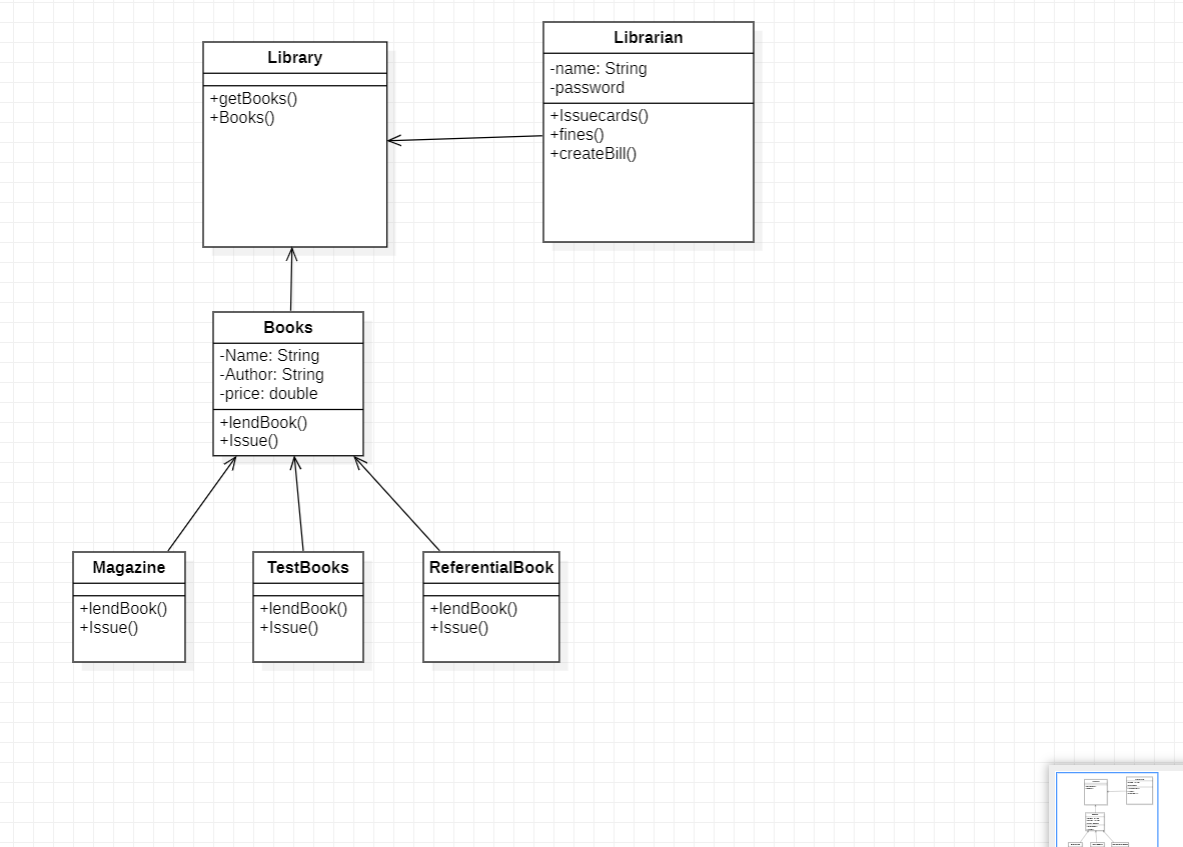 Library
+getBooks()
+Books()
Librarian
-name: String
-password
+Issuecards()
+fines()
+createBill()
Books
-Name: String
-Author: String
-price: double
+lendBook()
+Issue()
Magazine
+lendBook()
+Issue()
TestBooks
+lendBook()
+Issue()
ReferentialBook
+lendBook()
+Issue()